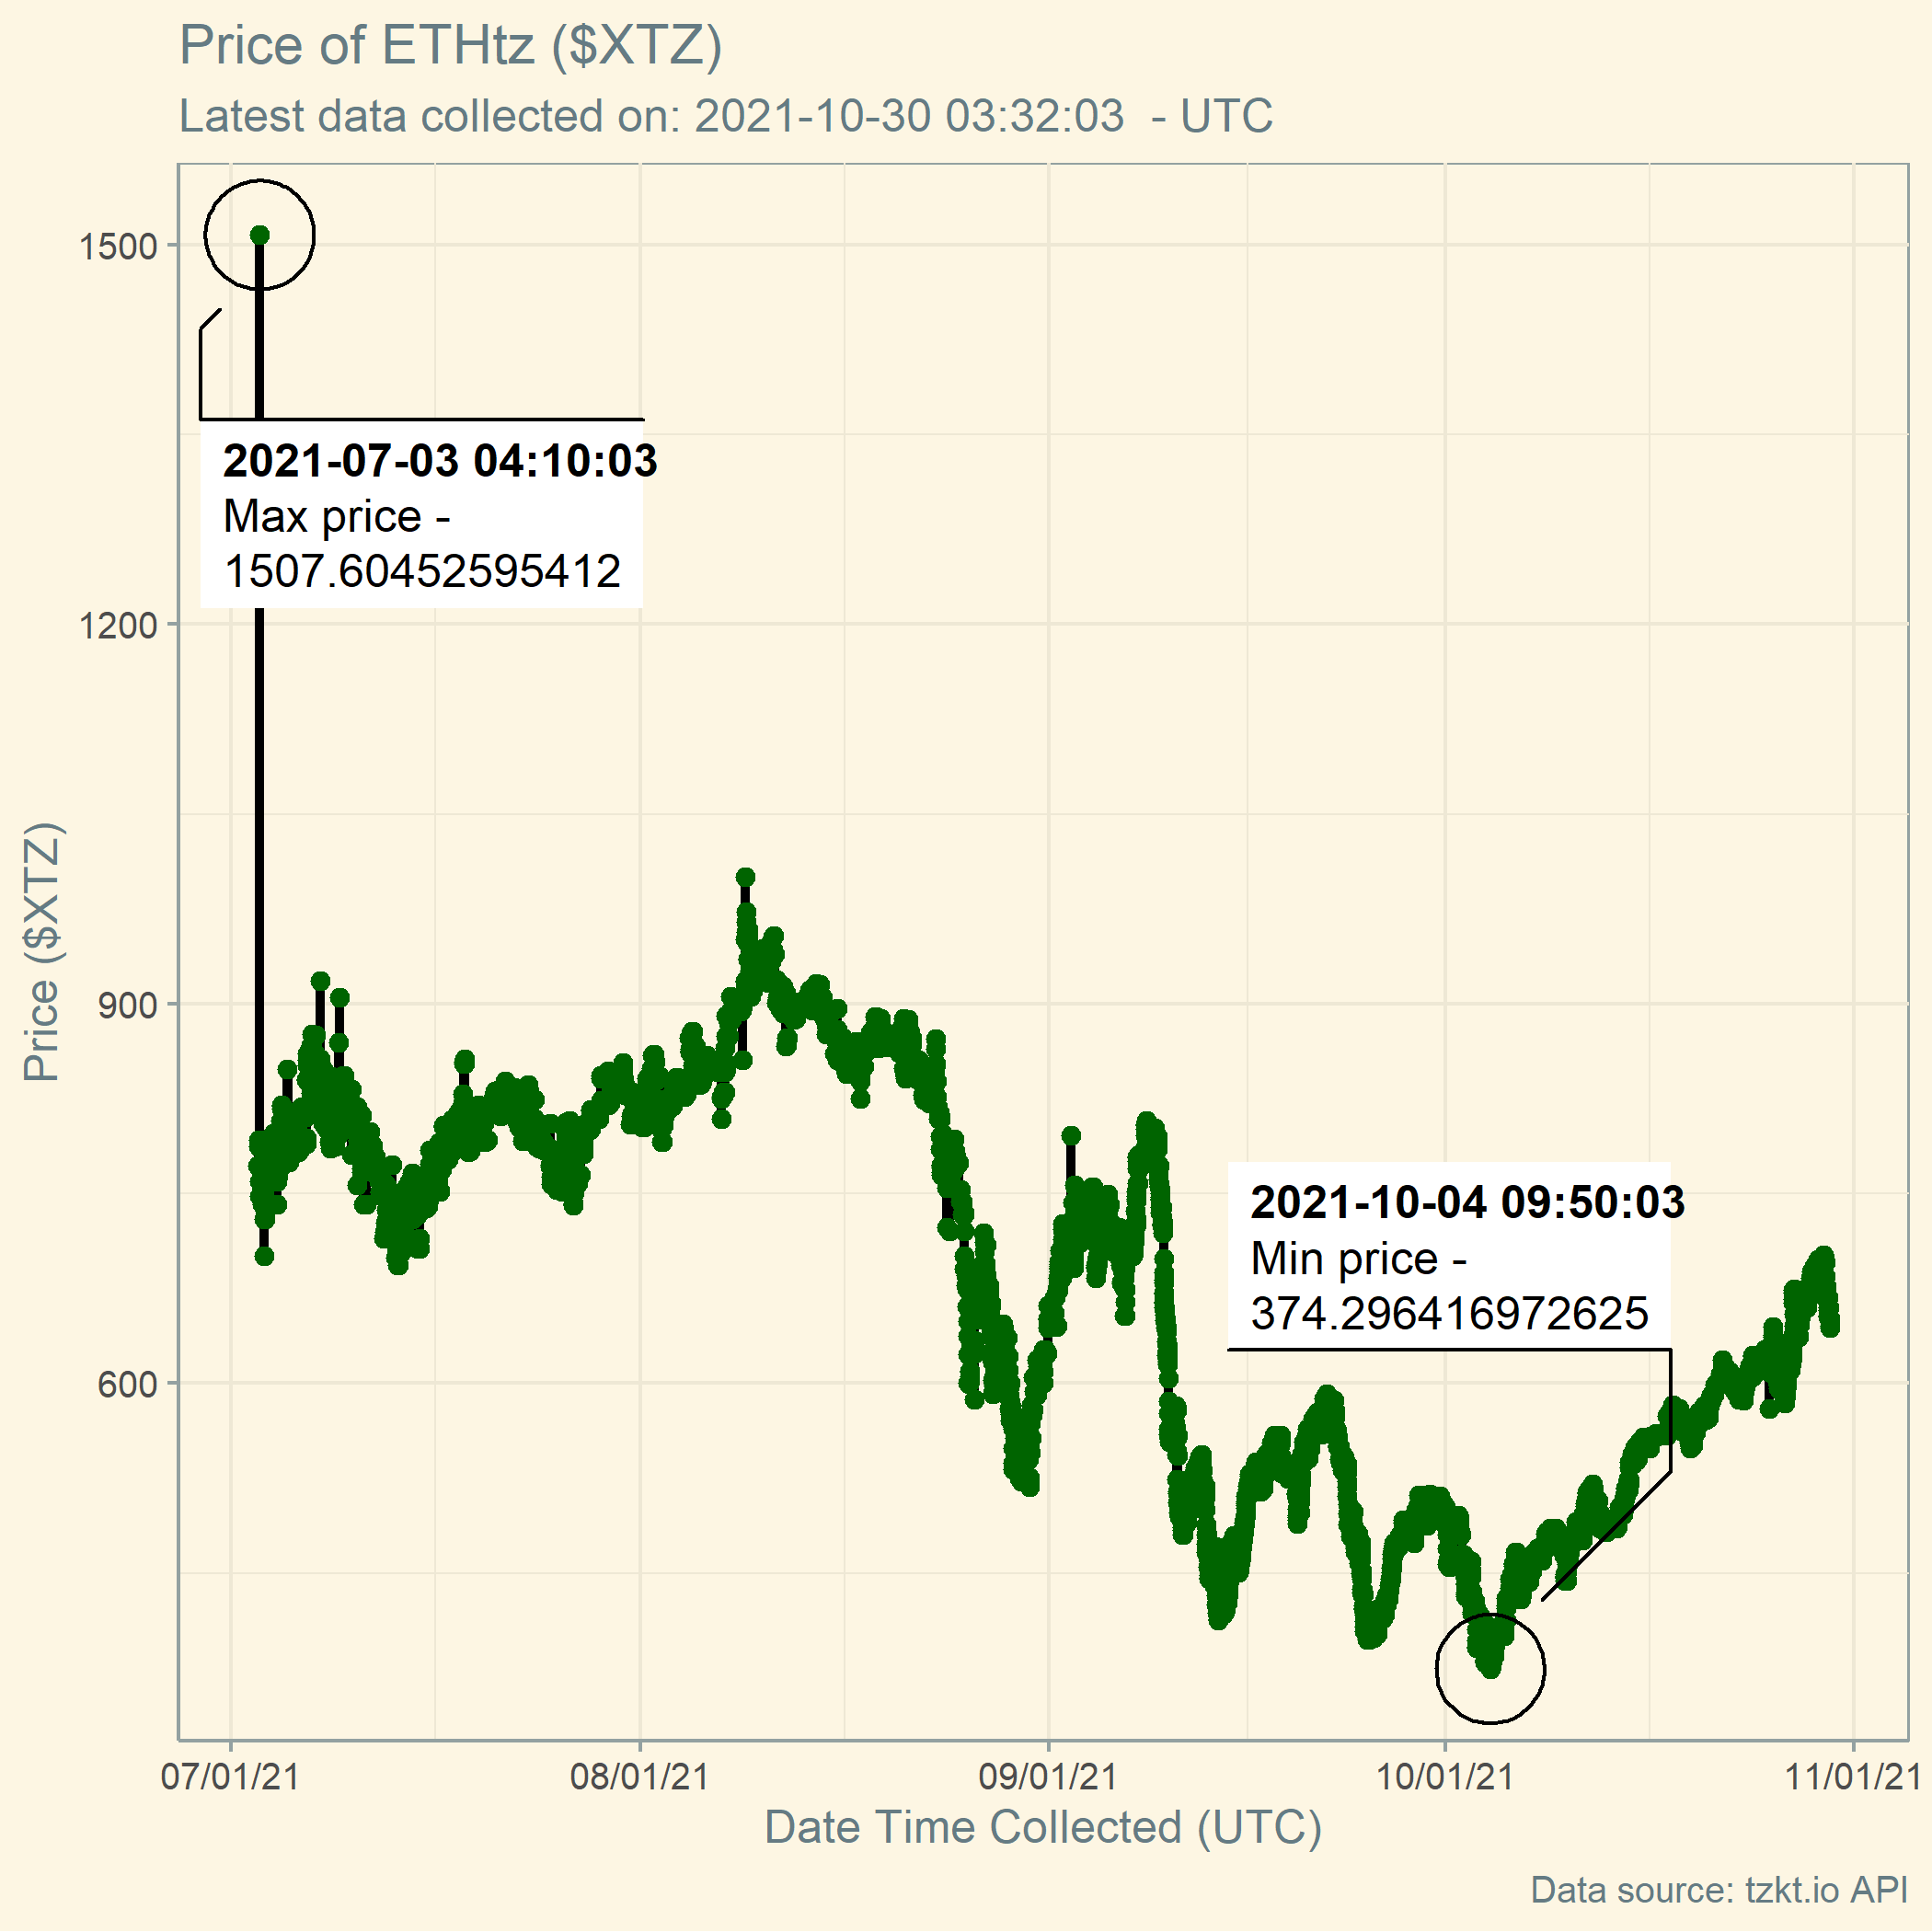 Price of ETHtz ($XTZ)
Latest data collected on: 2021-10-30 03:32:03  - UTC
1500
1200
900
600
Price ($XTZ)
2021-07-03 04:10:03
Max price -
1507.60452595412
2021-10-04 09:50:03
Min price -
374.296416972625
07/01/21
08/01/21
09/01/21
10/01/21
11/01/21
Date Time Collected (UTC)
Data source: tzkt.io API